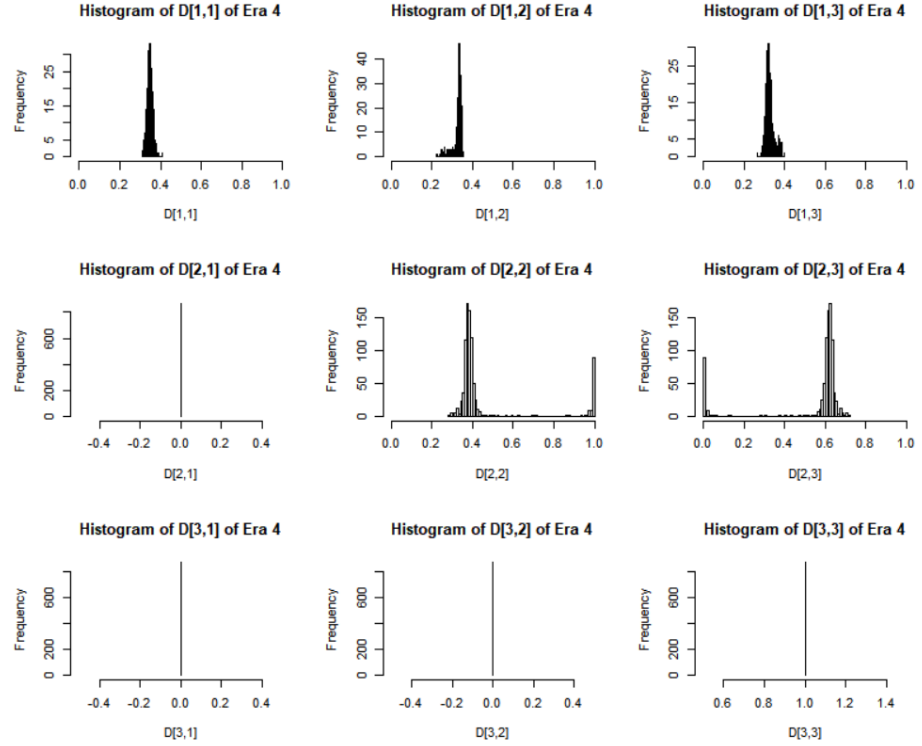 Histogram of D[1,1] of Era 4
Histogram of D[1,2] of Era 4
Histogram of D[1,3] of Era 4
Frequency
0 5 15 25
0.0 0.2 0.4 0.6 0.8 1.0
D[1,1]
Frequency
0 10 20 30 40
0.0 0.2 0.4 0.6 0.8 1.0
D[1,2]
Frequency
0 5 15 25
0.0 0.2 0.4 0.6 0.8 1.0
D[1,3]
Histogram of D[2,1] of Era 4
Histogram of D[2,2] of Era 4
Histogram of D[2,3] of Era 4
Frequency
0 200 600
-0.4 -0.2 0.0 0.2 0.4
D[2,1]
Frequency
0 50 100 150
0.0 0.2 0.4 0.6 0.8 1.0
D[2,2]
Frequency
0 50 100 150
0.0 0.2 0.4 0.6 0.8 1.0
D[2,3]
Histogram of D[3,1] of Era 4
Histogram of D[3,2] of Era 4
Histogram of D[3,3] of Era 4
Frequency
0 200 600
-0.4 -0.2 0.0 0.2 0.4
D[3,1]
Frequency
0 200 600
-0.4 -0.2 0.0 0.2 0.4
D[3,2]
Frequency
0 200 600
0.6 0.8 1.0 1.2 1.4
D[3,3]